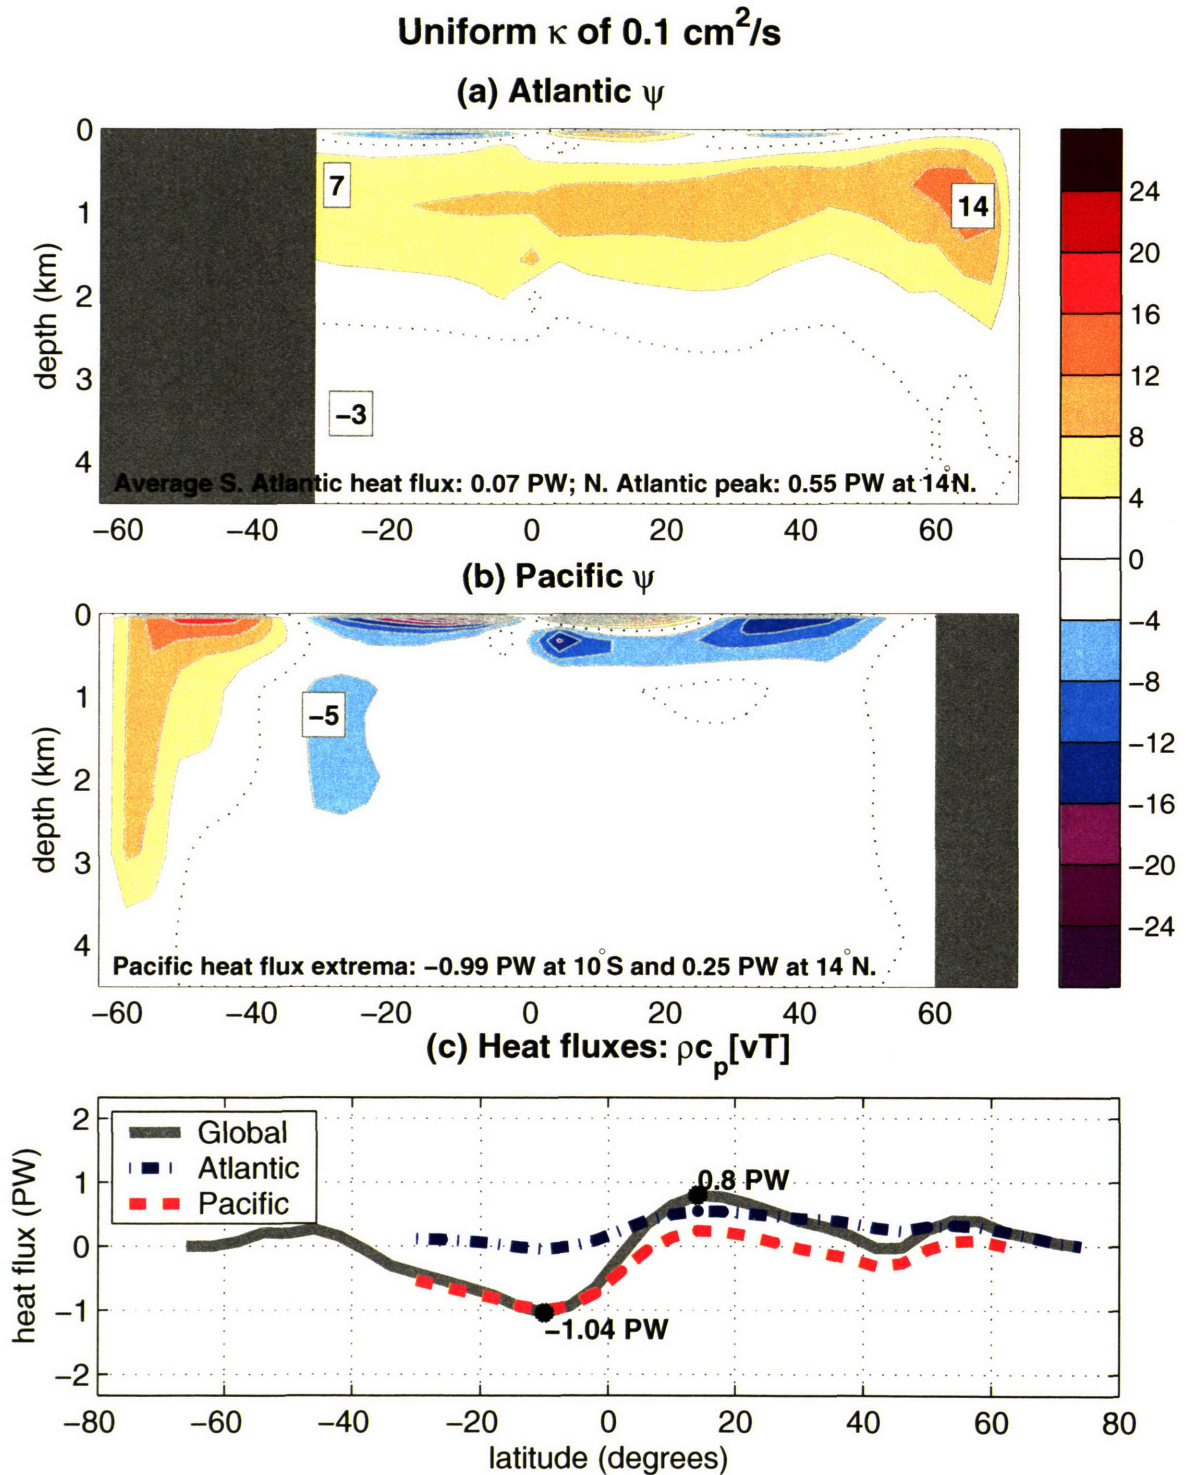 Uniform κ of 0.1 cm²/s
(a) Atlantic ψ
0
1
2
3
4
depth (km)
7
14
−3
Average S. Atlantic heat flux: 0.07 PW; N. Atlantic peak: 0.55 PW at 14°N.
−60 −40 −20 0 20 40 60
24
20
16
12
8
4
0
−4
−8
−12
−16
−20
−24
(b) Pacific ψ
0
1
2
3
4
depth (km)
−5
Pacific heat flux extrema: −0.99 PW at 10°S and 0.25 PW at 14°N.
−60 −40 −20 0 20 40 60
(c) Heat fluxes: ρcₚ[vT]
2
1
0
−1
−2
heat flux (PW)
Global
Atlantic
Pacific
0.8 PW
−1.04 PW
−80 −60 −40 −20 0 20 40 60 80
latitude (degrees)